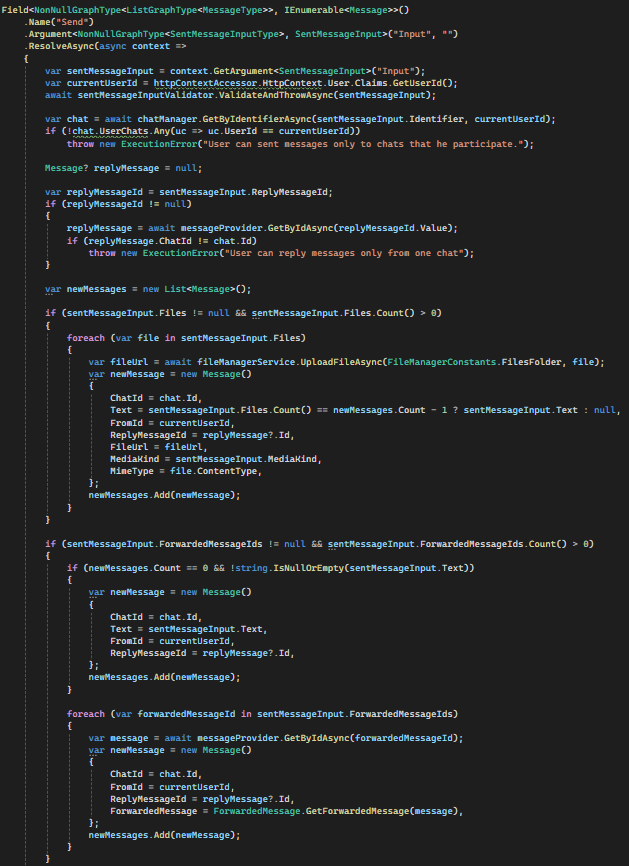 Field<NonNullGraphType<ListGraphType<MessageType>>, IEnumerable<Message>>()
    .Name("Send")
    .Argument<NonNullGraphType<SentMessageInputType>, SentMessageInput>("Input", "")
    .ResolveAsync(async context =>
    {
        var sentMessageInput = context.GetArgument<SentMessageInput>("Input");
        var currentUserId = httpContextAccessor.HttpContext.User.Claims.GetUserId();
        await sentMessageInputValidator.ValidateAndThrowAsync(sentMessageInput);

        var chat = await chatManager.GetByIdentifierAsync(sentMessageInput.Identifier, currentUserId);
        if (!chat.UserChats.Any(uc => uc.UserId == currentUserId))
            throw new ExecutionError("User can sent messages only to chats that he participate.");

        Message? replyMessage = null;

        var replyMessageId = sentMessageInput.ReplyMessageId;
        if (replyMessageId != null)
        {
            replyMessage = await messageProvider.GetByIdAsync(replyMessageId.Value);
            if (replyMessage.ChatId != chat.Id)
                throw new ExecutionError("User can reply messages only from one chat");
        }

        var newMessages = new List<Message>();

        if (sentMessageInput.Files != null && sentMessageInput.Files.Count() > 0)
        {
            foreach (var file in sentMessageInput.Files)
            {
                var fileUrl = await fileManagerService.UploadFileAsync(FileManagerConstants.FilesFolder, file);
                var newMessage = new Message()
                {
                    ChatId = chat.Id,
                    Text = sentMessageInput.Files.Count() == newMessages.Count - 1 ? sentMessageInput.Text : null,
                    FromId = currentUserId,
                    ReplyMessageId = replyMessage?.Id,
                    FileUrl = fileUrl,
                    MediaKind = sentMessageInput.MediaKind,
                    MimeType = file.ContentType,
                };
                newMessages.Add(newMessage);
            }
        }

        if (sentMessageInput.ForwardedMessageIds != null && sentMessageInput.ForwardedMessageIds.Count() > 0)
        {
            if (newMessages.Count == 0 && !string.IsNullOrEmpty(sentMessageInput.Text))
            {
                var newMessage = new Message()
                {
                    ChatId = chat.Id,
                    Text = sentMessageInput.Text,
                    FromId = currentUserId,
                    ReplyMessageId = replyMessage?.Id,
                };
                newMessages.Add(newMessage);
            }

            foreach (var forwardedMessageId in sentMessageInput.ForwardedMessageIds)
            {
                var message = await messageProvider.GetByIdAsync(forwardedMessageId);
                var newMessage = new Message()
                {
                    ChatId = chat.Id,
                    FromId = currentUserId,
                    ReplyMessageId = replyMessage?.Id,
                    ForwardedMessage = ForwardedMessage.GetForwardedMessage(message),
                };
                newMessages.Add(newMessage);
            }
        }